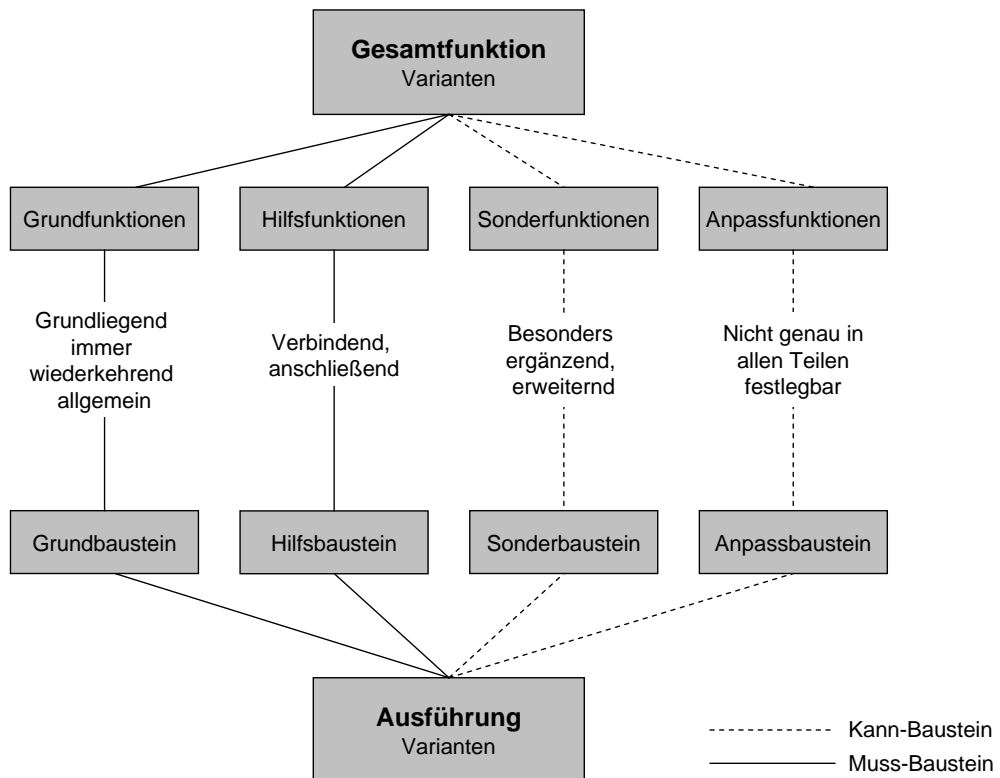 Gesamtfunktion
Varianten
Grundfunktionen
Hilfsfunktionen
Sonderfunktionen
Anpassfunktionen
Grundliegend
immer
wiederkehrend
allgemein
Verbindend,
anschließend
Besonders
ergänzend,
erweiternd
Nicht genau in
allen Teilen
festlegbar
Grundbaustein
Hilfsbaustein
Sonderbaustein
Anpassbaustein
Ausführung
Varianten
Kann-Baustein
Muss-Baustein